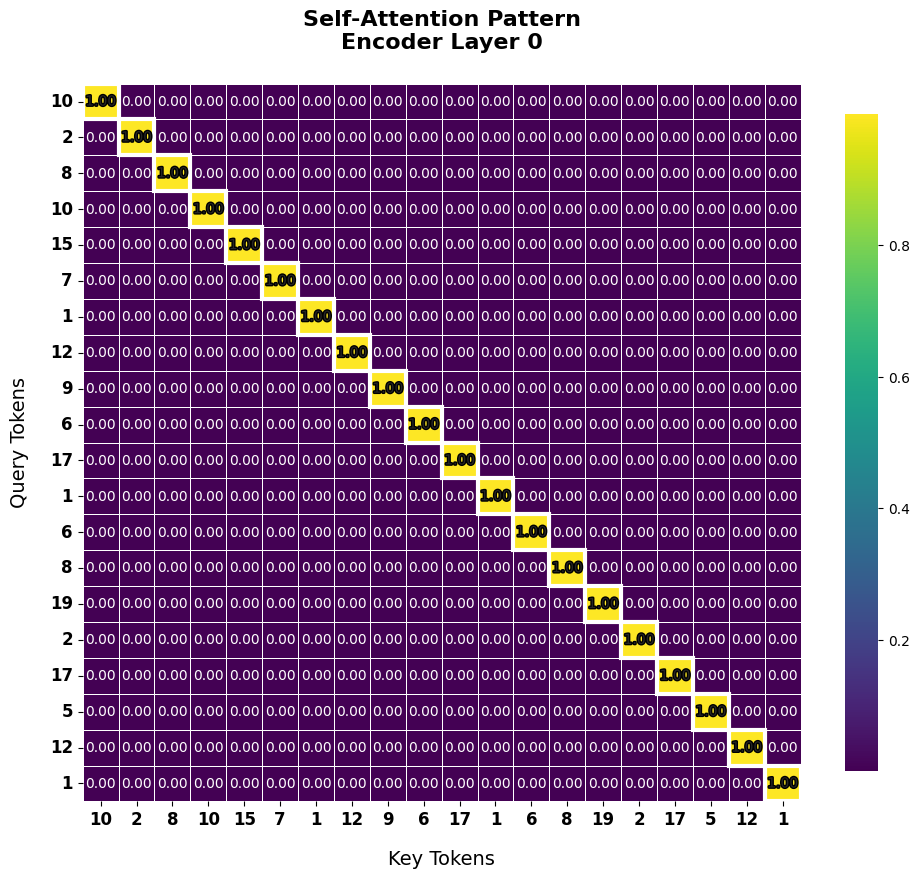 Self-Attention Pattern
Encoder Layer 0
10 1.00 0.00 0.00 0.00 0.00 0.00 0.00 0.00 0.00 0.00 0.00 0.00 0.00 0.00 0.00 0.00 0.00 0.00 0.00 0.00
2 0.00 1.00 0.00 0.00 0.00 0.00 0.00 0.00 0.00 0.00 0.00 0.00 0.00 0.00 0.00 0.00 0.00 0.00 0.00 0.00
8 0.00 0.00 1.00 0.00 0.00 0.00 0.00 0.00 0.00 0.00 0.00 0.00 0.00 0.00 0.00 0.00 0.00 0.00 0.00 0.00
10 0.00 0.00 0.00 1.00 0.00 0.00 0.00 0.00 0.00 0.00 0.00 0.00 0.00 0.00 0.00 0.00 0.00 0.00 0.00 0.00
15 0.00 0.00 0.00 0.00 1.00 0.00 0.00 0.00 0.00 0.00 0.00 0.00 0.00 0.00 0.00 0.00 0.00 0.00 0.00 0.00
7 0.00 0.00 0.00 0.00 0.00 1.00 0.00 0.00 0.00 0.00 0.00 0.00 0.00 0.00 0.00 0.00 0.00 0.00 0.00 0.00
1 0.00 0.00 0.00 0.00 0.00 0.00 1.00 0.00 0.00 0.00 0.00 0.00 0.00 0.00 0.00 0.00 0.00 0.00 0.00 0.00
12 0.00 0.00 0.00 0.00 0.00 0.00 0.00 1.00 0.00 0.00 0.00 0.00 0.00 0.00 0.00 0.00 0.00 0.00 0.00 0.00
9 0.00 0.00 0.00 0.00 0.00 0.00 0.00 0.00 1.00 0.00 0.00 0.00 0.00 0.00 0.00 0.00 0.00 0.00 0.00 0.00
6 0.00 0.00 0.00 0.00 0.00 0.00 0.00 0.00 0.00 1.00 0.00 0.00 0.00 0.00 0.00 0.00 0.00 0.00 0.00 0.00
17 0.00 0.00 0.00 0.00 0.00 0.00 0.00 0.00 0.00 0.00 1.00 0.00 0.00 0.00 0.00 0.00 0.00 0.00 0.00 0.00
1 0.00 0.00 0.00 0.00 0.00 0.00 0.00 0.00 0.00 0.00 0.00 1.00 0.00 0.00 0.00 0.00 0.00 0.00 0.00 0.00
6 0.00 0.00 0.00 0.00 0.00 0.00 0.00 0.00 0.00 0.00 0.00 0.00 1.00 0.00 0.00 0.00 0.00 0.00 0.00 0.00
8 0.00 0.00 0.00 0.00 0.00 0.00 0.00 0.00 0.00 0.00 0.00 0.00 0.00 1.00 0.00 0.00 0.00 0.00 0.00 0.00
19 0.00 0.00 0.00 0.00 0.00 0.00 0.00 0.00 0.00 0.00 0.00 0.00 0.00 0.00 1.00 0.00 0.00 0.00 0.00 0.00
2 0.00 0.00 0.00 0.00 0.00 0.00 0.00 0.00 0.00 0.00 0.00 0.00 0.00 0.00 0.00 1.00 0.00 0.00 0.00 0.00
17 0.00 0.00 0.00 0.00 0.00 0.00 0.00 0.00 0.00 0.00 0.00 0.00 0.00 0.00 0.00 0.00 1.00 0.00 0.00 0.00
5 0.00 0.00 0.00 0.00 0.00 0.00 0.00 0.00 0.00 0.00 0.00 0.00 0.00 0.00 0.00 0.00 0.00 1.00 0.00 0.00
12 0.00 0.00 0.00 0.00 0.00 0.00 0.00 0.00 0.00 0.00 0.00 0.00 0.00 0.00 0.00 0.00 0.00 0.00 1.00 0.00
1 0.00 0.00 0.00 0.00 0.00 0.00 0.00 0.00 0.00 0.00 0.00 0.00 0.00 0.00 0.00 0.00 0.00 0.00 0.00 1.00
10 2 8 10 15 7 1 12 9 6 17 1 6 8 19 2 17 5 12 1
Key Tokens
Query Tokens
0.8
0.6
0.4
0.2